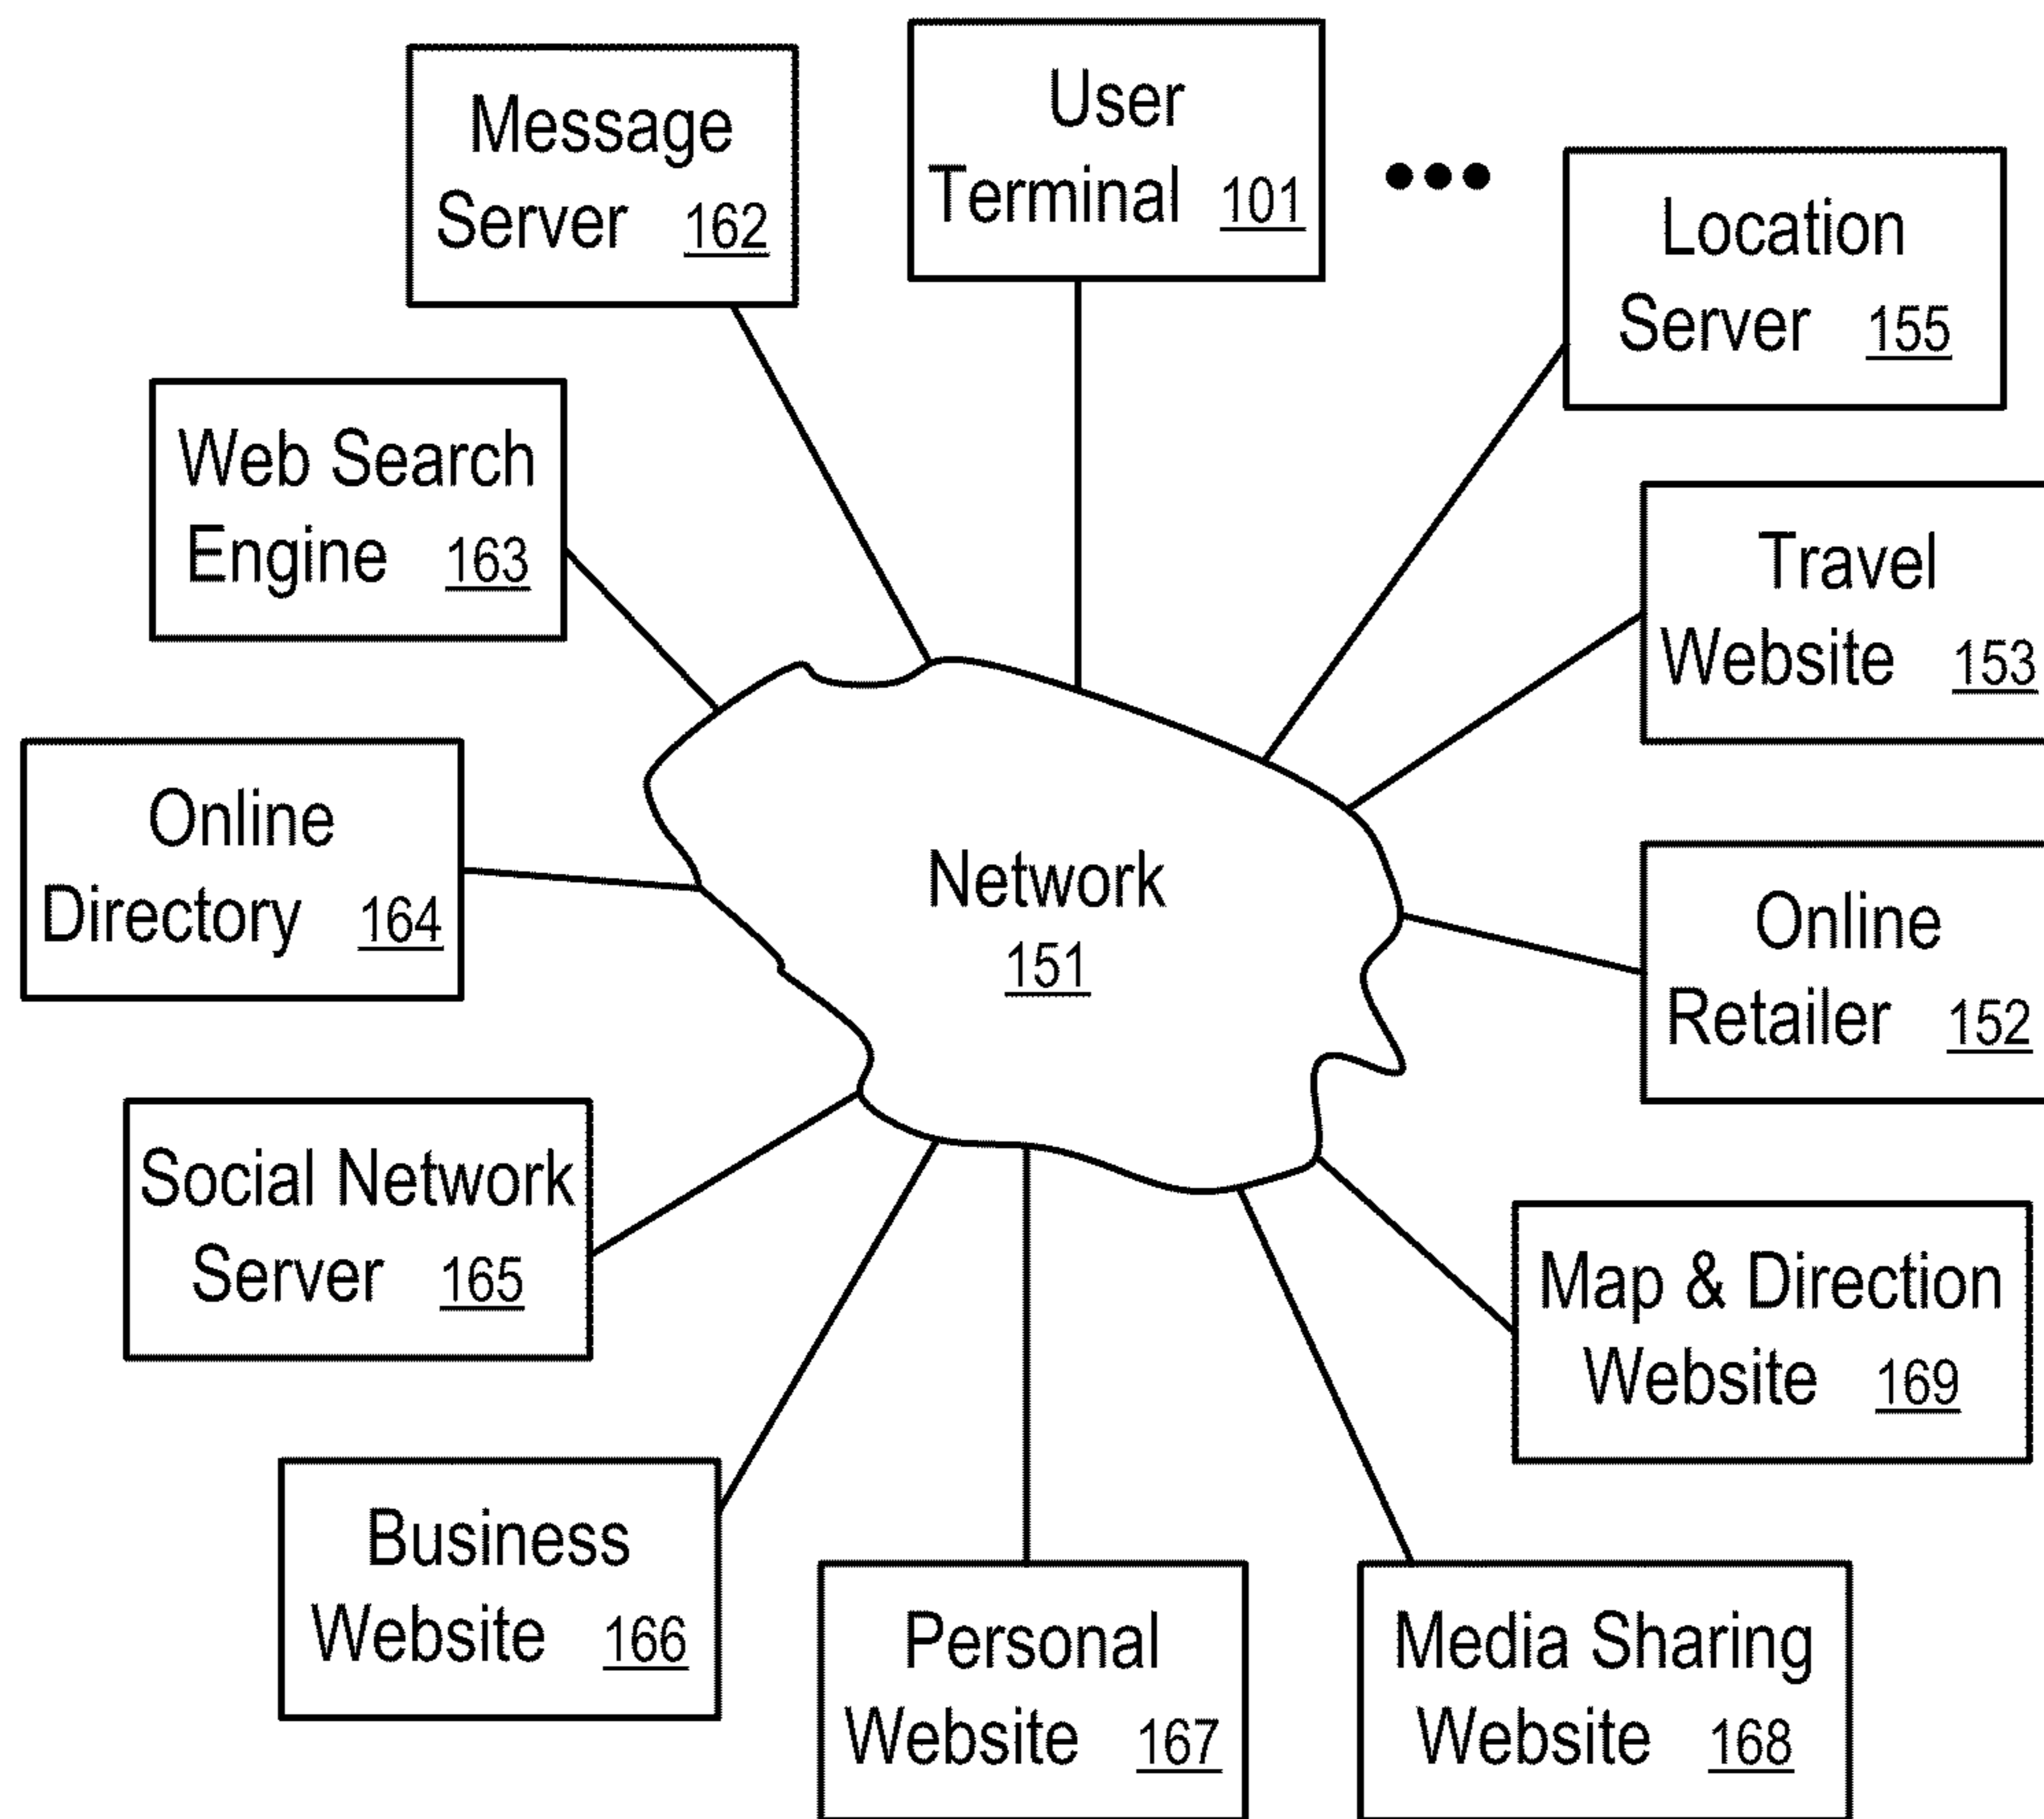 User
Terminal 101
Message
Server 162
Location
Server 155
Web Search
Engine 163
Travel
Website 153
Online
Directory 164
Network
151
Online
Retailer 152
Social Network
Server 165
Map & Direction
Website 169
Business
Website 166
Personal
Website 167
Media Sharing
Website 168